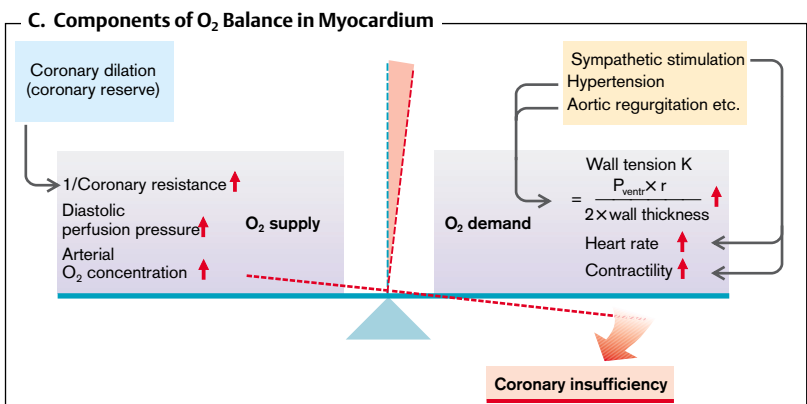 C. Components of O₂ Balance in Myocardium
Coronary dilation
(coronary reserve)
Sympathetic stimulation
Hypertension
Aortic regurgitation etc.
1/Coronary resistance
Diastolic
perfusion pressure
Arterial
O₂ concentration
O₂ supply
O₂ demand
Wall tension K
= P_ventr × r
2 × wall thickness
Heart rate
Contractility
Coronary insufficiency